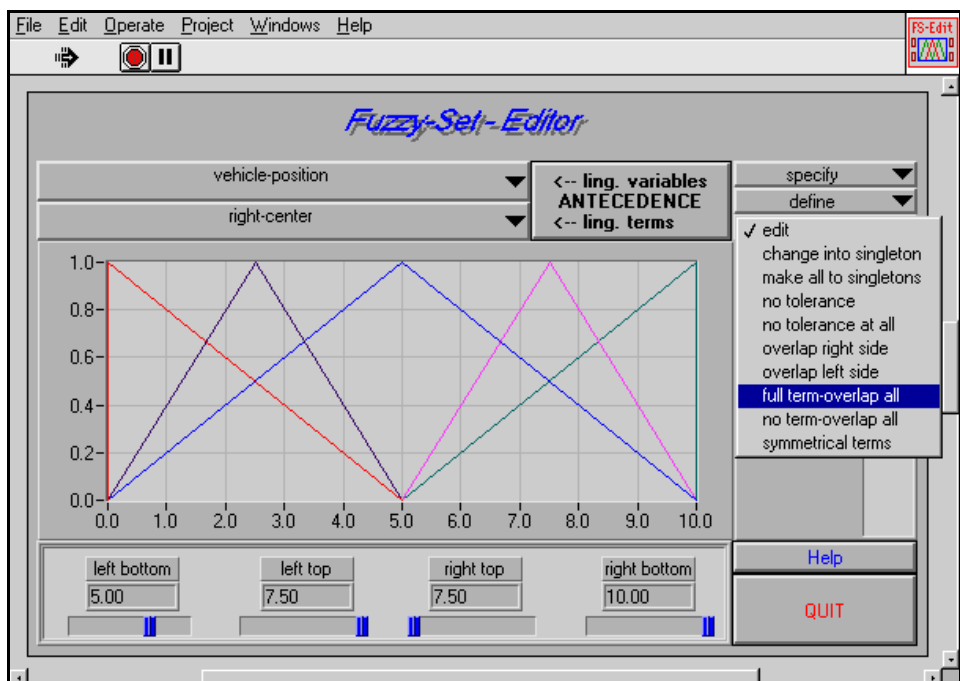 File Edit Operate Project Windows Help
FS-Edit
Fuzzy-Set-Editor
vehicle-position
right-center
<-- ling. variables
ANTECEDENCE
<-- ling. terms
specify
define
✓ edit
change into singleton
make all to singletons
no tolerance
no tolerance at all
overlap right side
overlap left side
full term-overlap all
no term-overlap all
symmetrical terms
1.0
0.8
0.6
0.4
0.2
0.0
0.0 1.0 2.0 3.0 4.0 5.0 6.0 7.0 8.0 9.0 10.0
left bottom left top right top right bottom
5.00 7.50 7.50 10.00
Help
QUIT